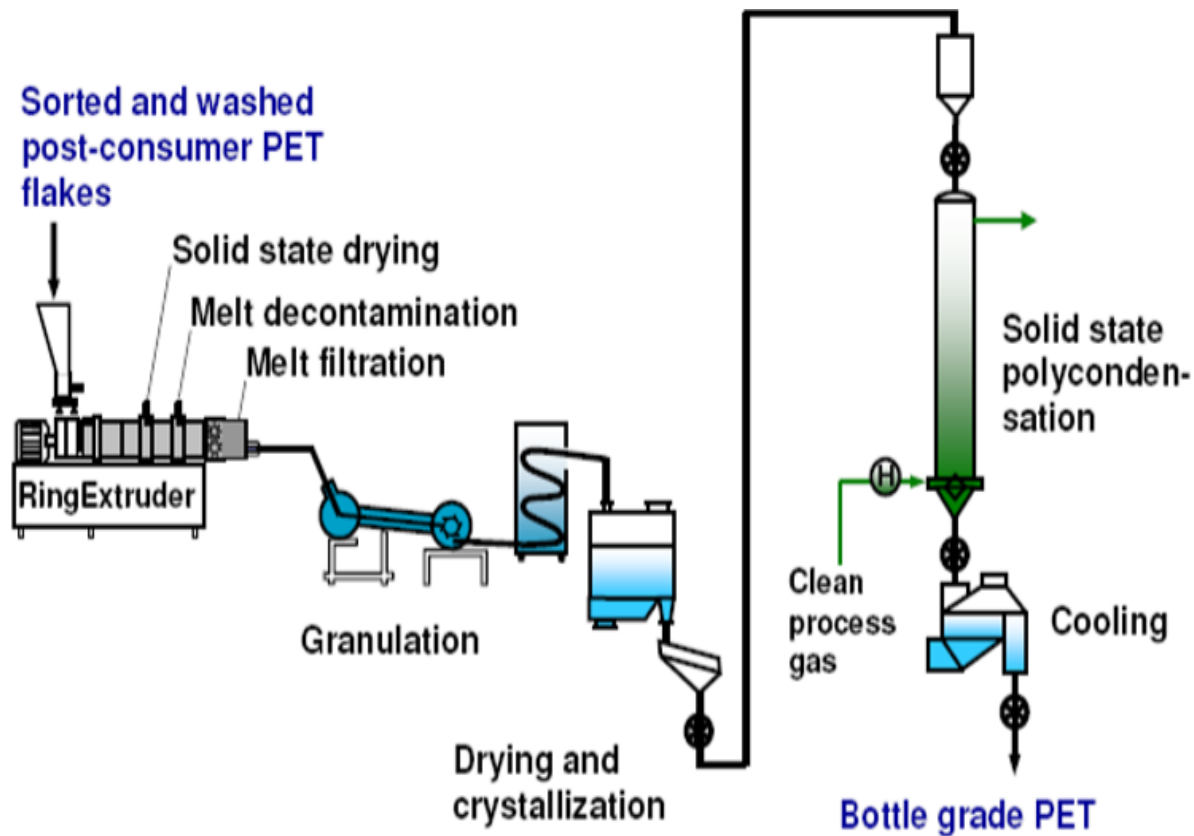 Sorted and washed
post-consumer PET
flakes
Solid state drying
Melt decontamination
Melt filtration
RingExtruder
Granulation
Drying and
crystallization
H
Clean
process
gas
Solid state
polyconden-
sation
Cooling
Bottle grade PET